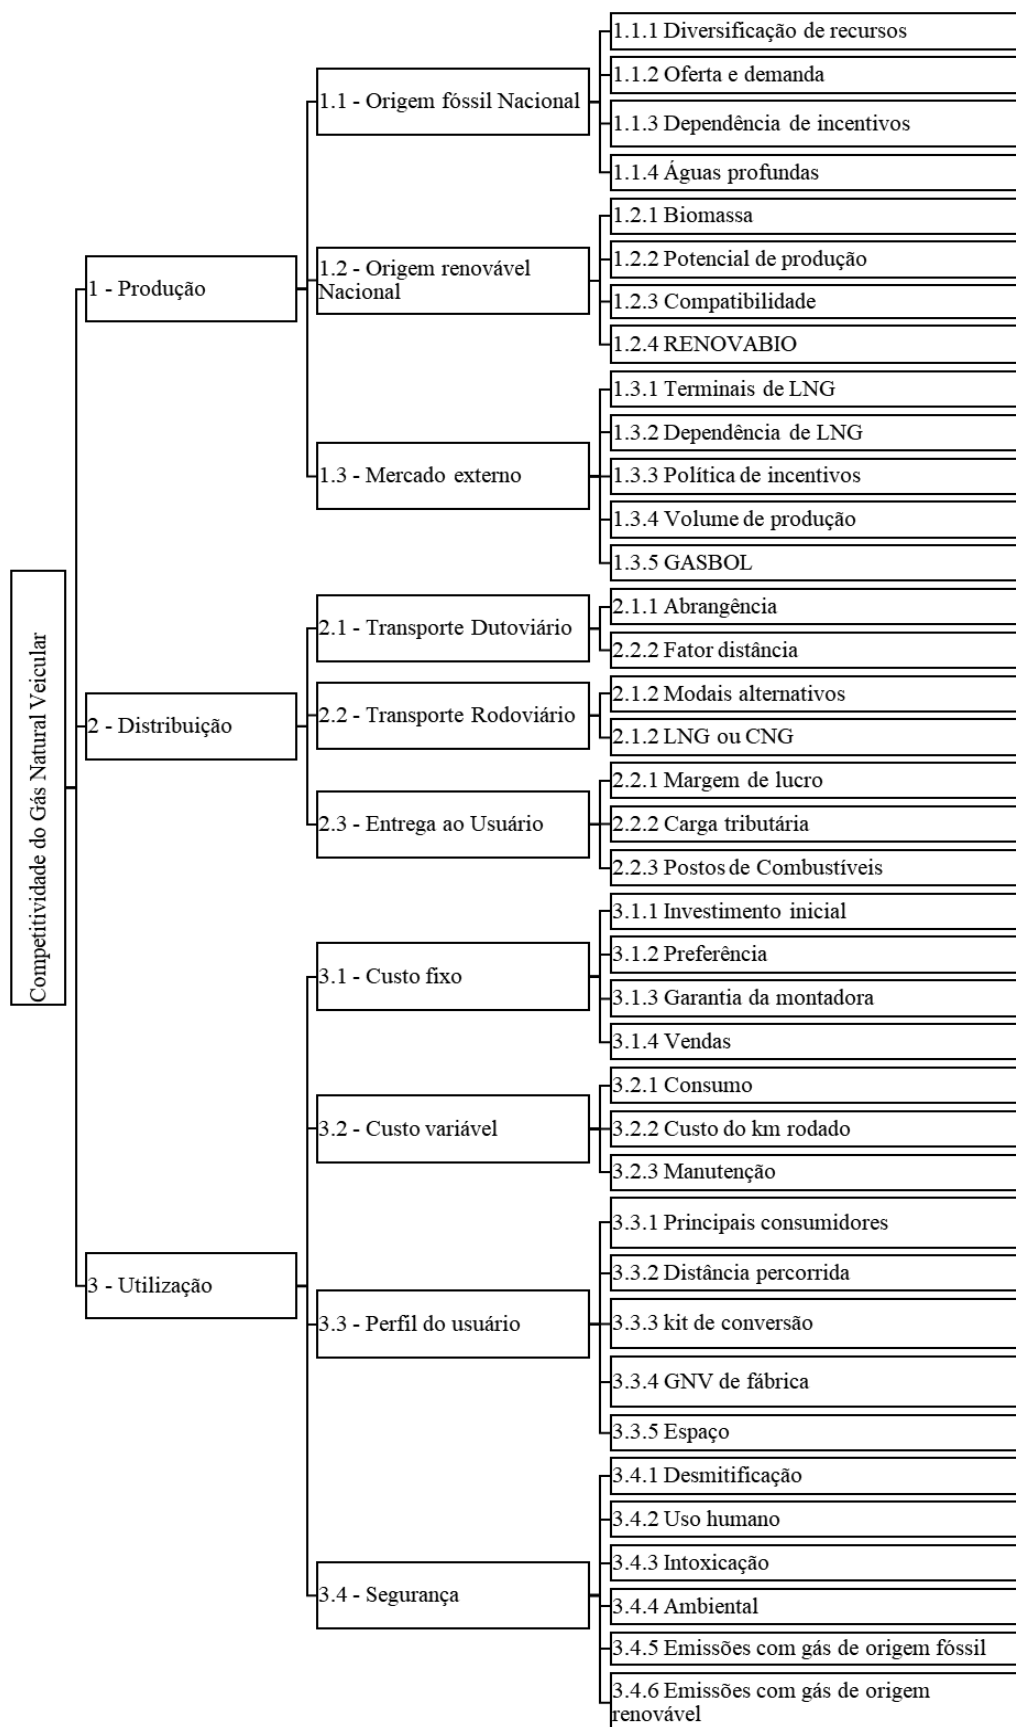 Competitividade do Gás Natural Veicular
1 - Produção
1.1 - Origem fóssil Nacional
1.1.1 Diversificação de recursos
1.1.2 Oferta e demanda
1.1.3 Dependência de incentivos
1.1.4 Águas profundas
1.2 - Origem renovável
Nacional
1.2.1 Biomassa
1.2.2 Potencial de produção
1.2.3 Compatibilidade
1.2.4 RENOVABIO
1.3 - Mercado externo
1.3.1 Terminais de LNG
1.3.2 Dependência de LNG
1.3.3 Política de incentivos
1.3.4 Volume de produção
1.3.5 GASBOL
2 - Distribuição
2.1 - Transporte Dutoviário
2.1.1 Abrangência
2.2.2 Fator distância
2.2 - Transporte Rodoviário
2.1.2 Modais alternativos
2.1.2 LNG ou CNG
2.3 - Entrega ao Usuário
2.2.1 Margem de lucro
2.2.2 Carga tributária
2.2.3 Postos de Combustíveis
3 - Utilização
3.1 - Custo fixo
3.1.1 Investimento inicial
3.1.2 Preferência
3.1.3 Garantia da montadora
3.1.4 Vendas
3.2 - Custo variável
3.2.1 Consumo
3.2.2 Custo do km rodado
3.2.3 Manutenção
3.3 - Perfil do usuário
3.3.1 Principais consumidores
3.3.2 Distância percorrida
3.3.3 kit de conversão
3.3.4 GNV de fábrica
3.3.5 Espaço
3.4 - Segurança
3.4.1 Desmitificação
3.4.2 Uso humano
3.4.3 Intoxicação
3.4.4 Ambiental
3.4.5 Emissões com gás de origem fóssil
3.4.6 Emissões com gás de origem
renovável